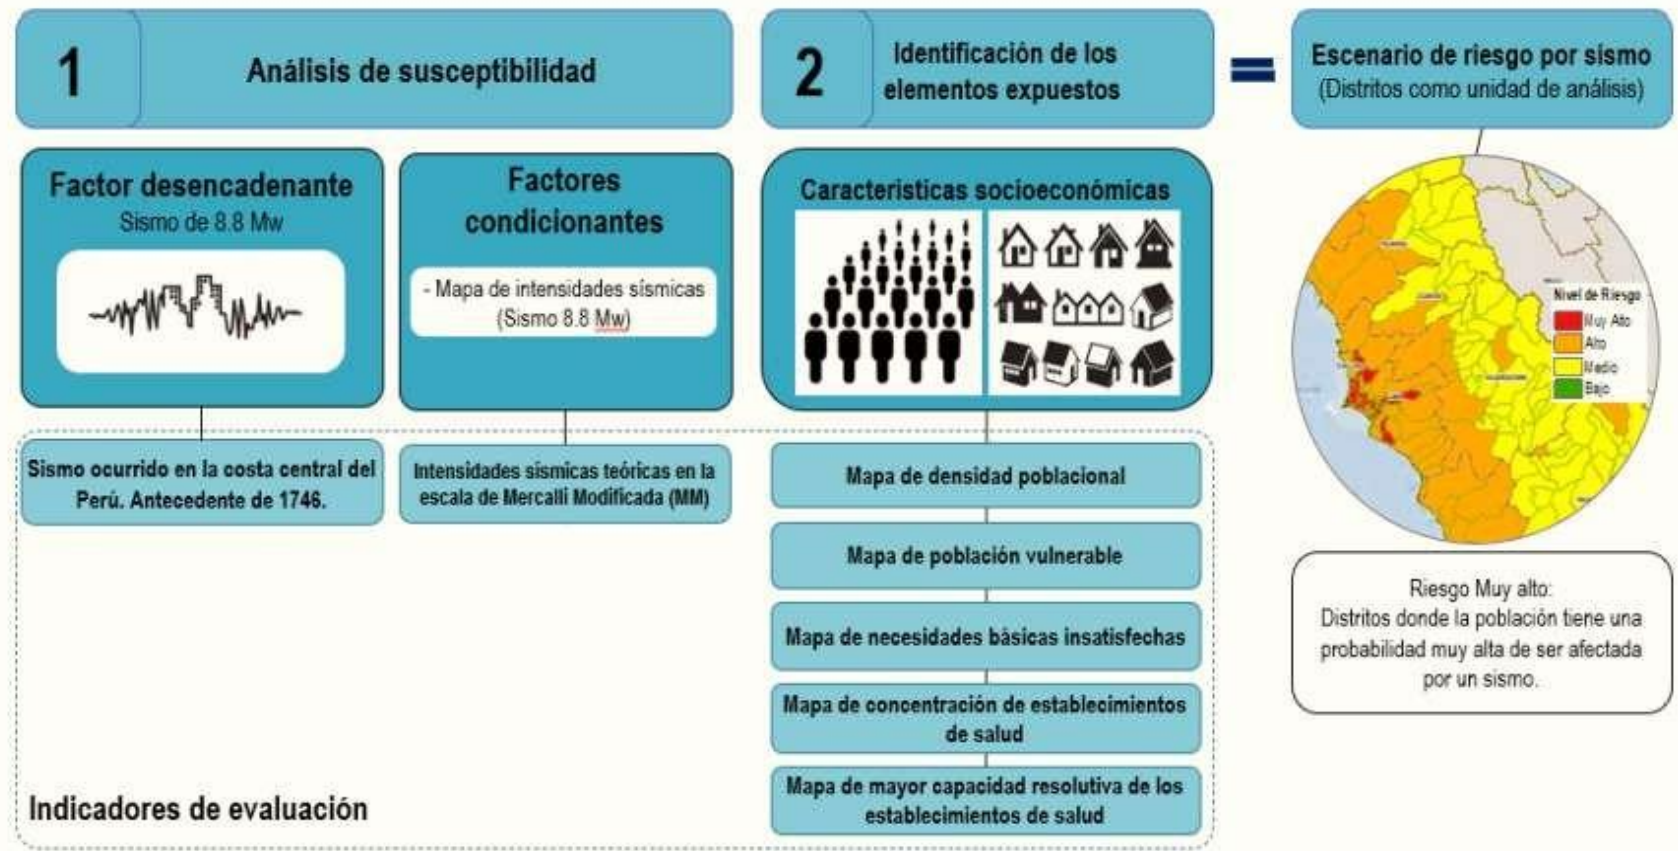 1
Análisis de susceptibilidad
2
Identificación de los
elementos expuestos
Escenario de riesgo por sismo
(Distritos como unidad de análisis)
Factor desencadenante
Sismo de 8.8 Mw
Factores
condicionantes
- Mapa de intensidades sísmicas
(Sismo 8.8 Mw)
Características socioeconómicas
Nivel de Riesgo
Muy Alto
Alto
Medio
Bajo
Sismo ocurrido en la costa central del
Perú. Antecedente de 1746.
Intensidades sísmicas teóricas en la
escala de Mercalli Modificada (MM)
Mapa de densidad poblacional
Mapa de población vulnerable
Mapa de necesidades básicas insatisfechas
Mapa de concentración de establecimientos
de salud
Mapa de mayor capacidad resolutiva de los
establecimientos de salud
Riesgo Muy alto:
Distritos donde la población tiene una
probabilidad muy alta de ser afectada
por un sismo.
Indicadores de evaluación